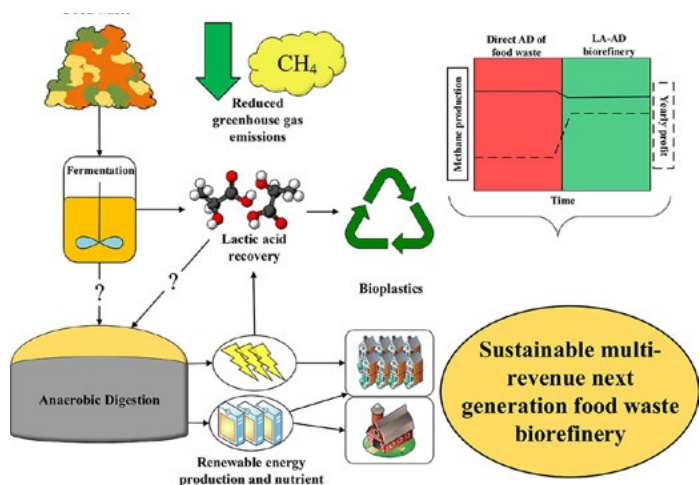 Food waste
CH4
Reduced
greenhouse gas
emissions
Direct AD of
food waste
LA-AD
biorefinery
Methane production
Yearly profit
Time
Fermentation
Lactic acid
recovery
Bioplastics
?
?
Anaerobic Digestion
Renewable energy
production and nutrient
Sustainable multi-
revenue next
generation food waste
biorefinery